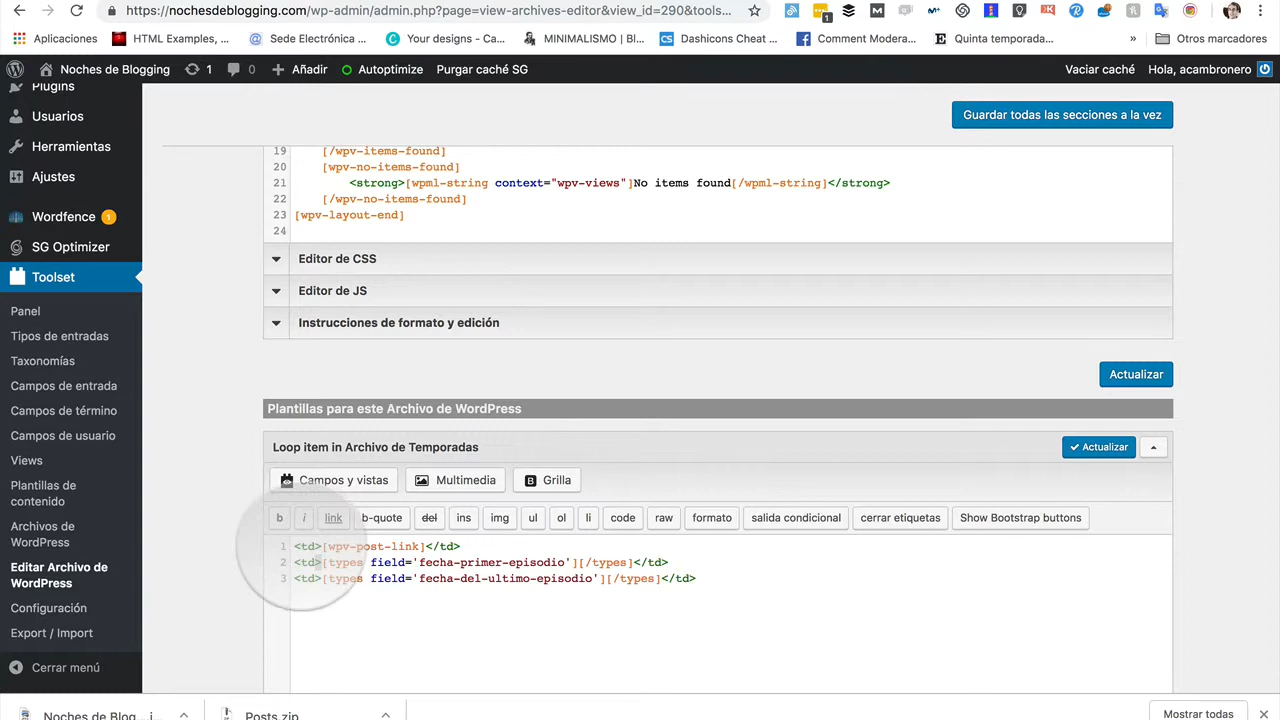 https://nochesdeblogging.com/wp-admin/admin.php?page=view-archives-editor&view_id=290&tools...
1
Aplicaciones
HTML Examples, ...
Sede Electrónica ...
Your designs - Ca...
MINIMALISMO | Bl...
CS
Dashicons Cheat ...
Comment Modera...
E
Quinta temporada...
»
Otros marcadores
Noches de Blogging
1
0
Añadir
Autoptimize
Purgar caché SG
Vaciar caché
Hola, acambronero
Plugins
Usuarios
Herramientas
Ajustes
Wordfence 1
SG Optimizer
Toolset
Panel
Tipos de entradas
Taxonomías
Campos de entrada
Campos de término
Campos de usuario
Views
Plantillas de
contenido
Archivos de
WordPress
Editar Archivo de
WordPress
Configuración
Export / Import
Cerrar menú
Guardar todas las secciones a la vez
19 [/wpv-items-found]
20 [wpv-no-items-found]
21 <strong>[wpml-string context="wpv-views"]No items found[/wpml-string]</strong>
22 [/wpv-no-items-found]
23 [wpv-layout-end]
24
Editor de CSS
Editor de JS
Instrucciones de formato y edición
Actualizar
Plantillas para este Archivo de WordPress
Loop item in Archivo de Temporadas
Actualizar
Campos y vistas
Multimedia
B Grilla
b
i
link
b-quote
del
ins
img
ul
ol
li
code
raw
formato
salida condicional
cerrar etiquetas
Show Bootstrap buttons
1 <td>[wpv-post-link]</td>
2 <td>[types field='fecha-primer-episodio'][/types]</td>
3 <td>[types field='fecha-del-ultimo-episodio'][/types]</td>
Noches de Blog....i...
Posts.zip
Mostrar todas